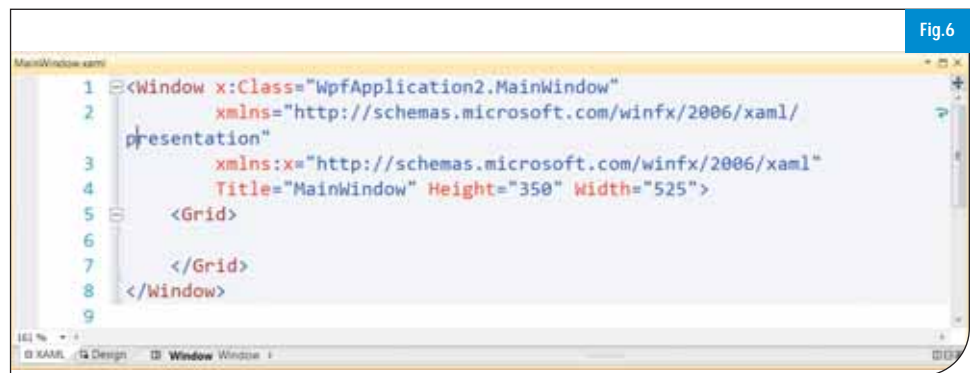 Fig.6
MainWindow.xaml
1 <Window x:Class="WpfApplication2.MainWindow"
2 xmlns="http://schemas.microsoft.com/winfx/2006/xaml/
presentation"
3 xmlns:x="http://schemas.microsoft.com/winfx/2006/xaml"
4 Title="MainWindow" Height="350" Width="525">
5 <Grid>
6
7 </Grid>
8 </Window>
9
161 %
XAML Design Window Window